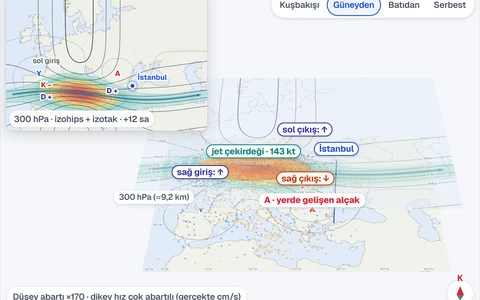 Kuşbakışı Güneyden Batıdan Serbest
sol giriş
Y
A
K –
D +
D +
İstanbul
300 hPa · izohips + izotak · +12 sa
sol çıkış: ↑
jet çekirdeği · 143 kt
İstanbul
sağ giriş: ↑
sağ çıkış: ↓
300 hPa (≈9,2 km)
A · yerde gelişen alçak
K
Düşey abartı ×170 · dikey hız çok abartılı (gerçekte cm/s)